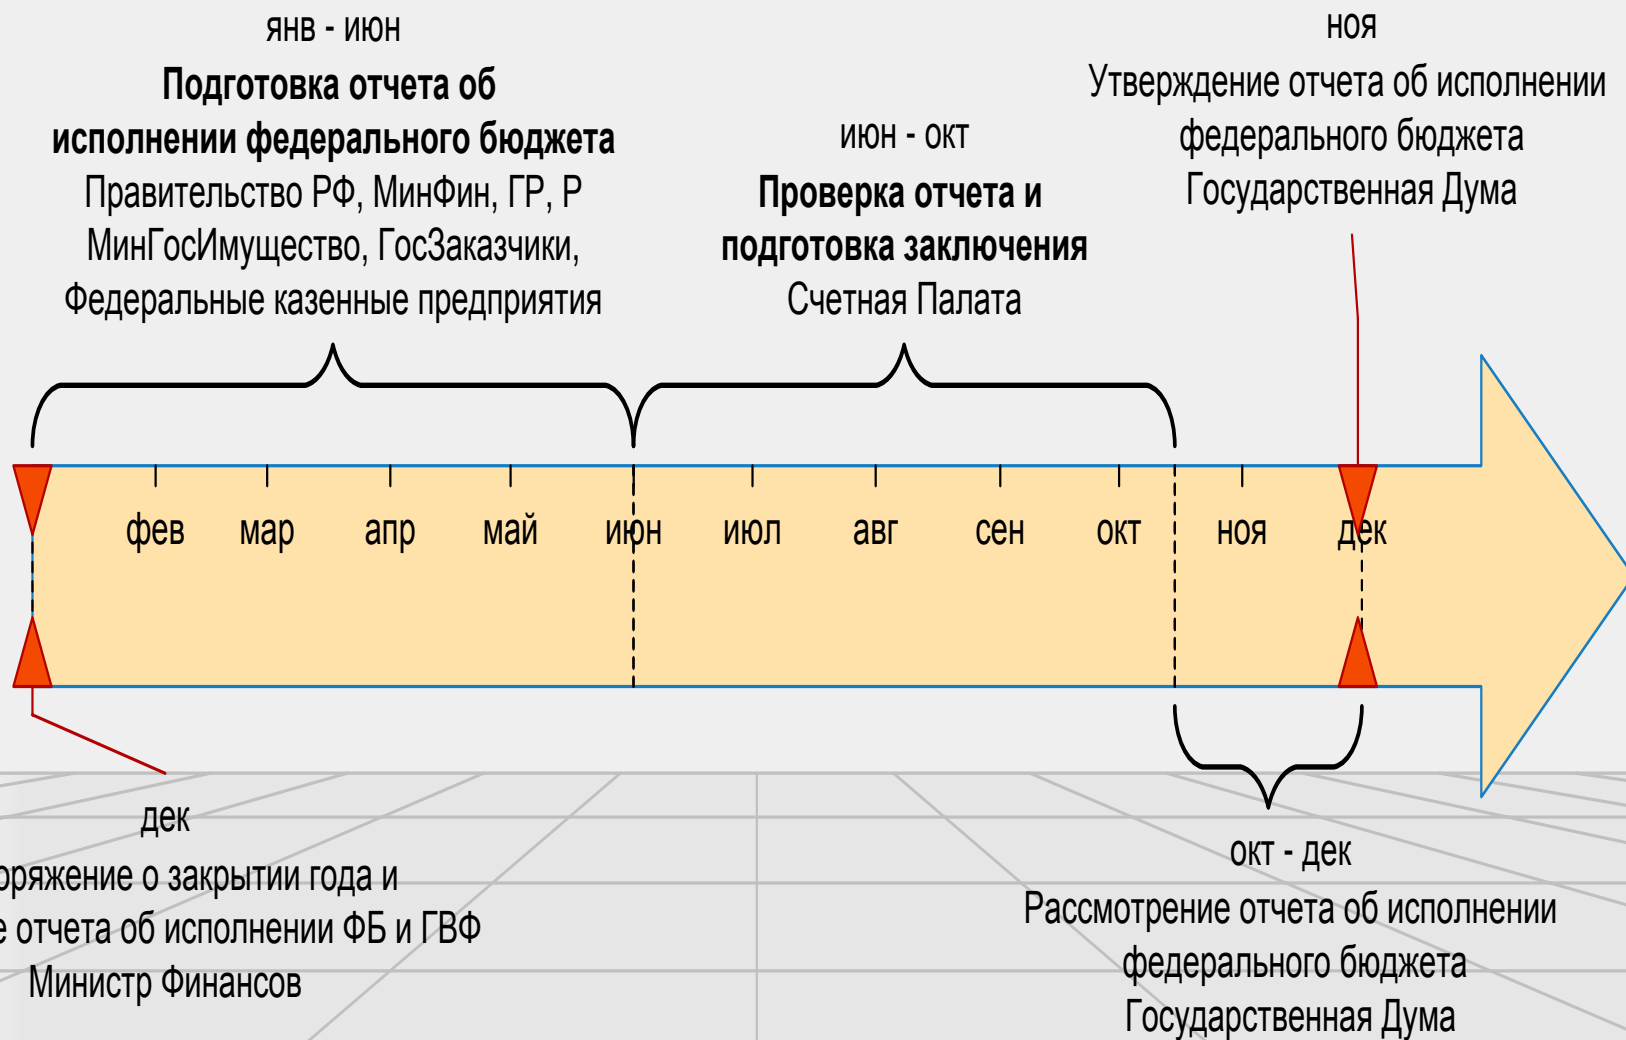 янв - июн
Подготовка отчета об
исполнении федерального бюджета
Правительство РФ, МинФин, ГР, Р
МинГосИмущество, ГосЗаказчики,
Федеральные казенные предприятия
июн - окт
Проверка отчета и
подготовка заключения
Счетная Палата
ноя
Утверждение отчета об исполнении
федерального бюджета
Государственная Дума
фев мар апр май июн июл авг сен окт ноя дек
дек
о закрытии года и
отчета об исполнении ФБ и ГВФ
Министр Финансов
окт - дек
Рассмотрение отчета об исполнении
федерального бюджета
Государственная Дума